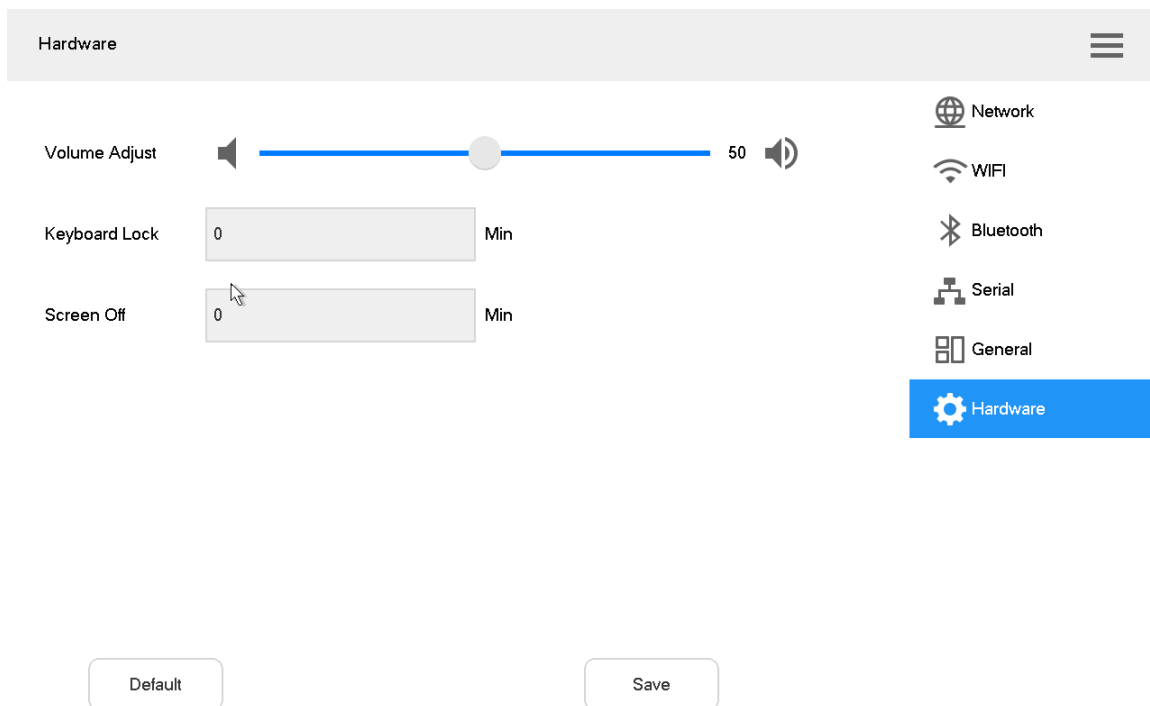 Hardware
Volume Adjust 50
Keyboard Lock 0 Min
Screen Off 0 Min
Network
WIFI
Bluetooth
Serial
General
Hardware
Default Save